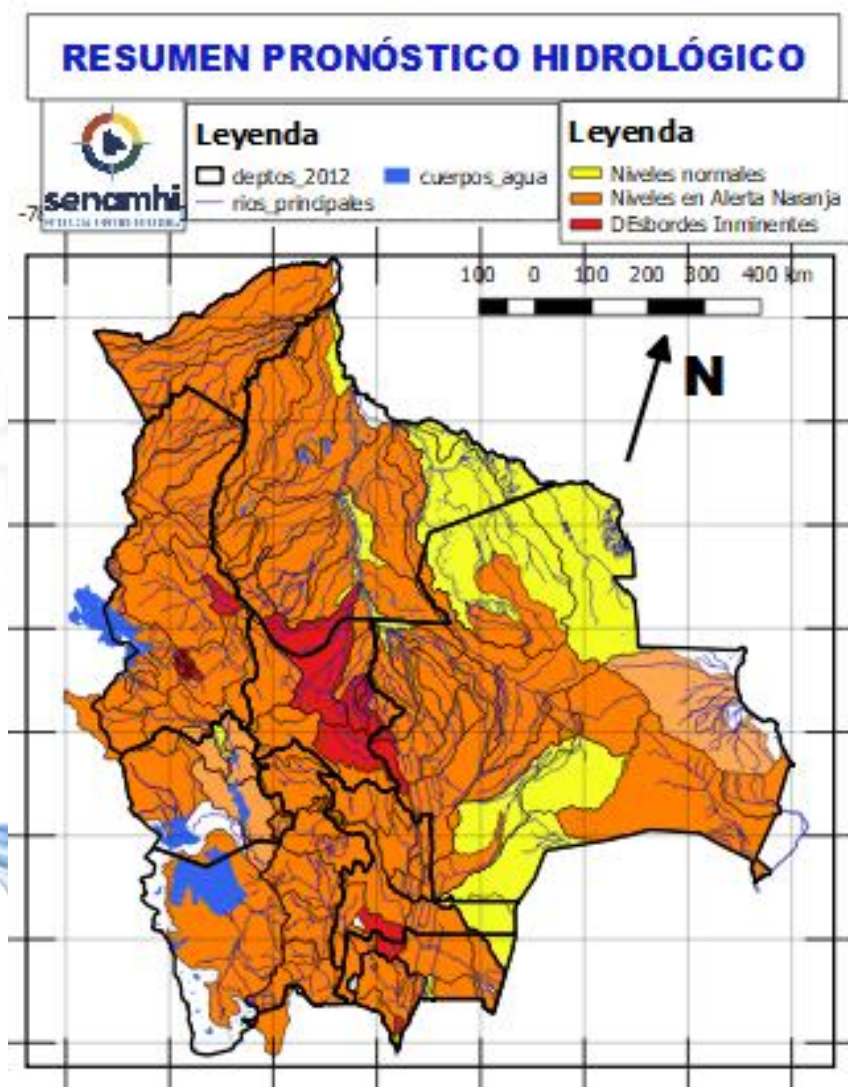 RESUMEN PRONÓSTICO HIDROLÓGICO
senamhi
Leyenda
deptos_2012
cuerpos_agua
rios_principales
Leyenda
Niveles normales
Niveles en Alerta Naranja
DEsbordes Inminentes
100 0 100 200 300 400 km
N